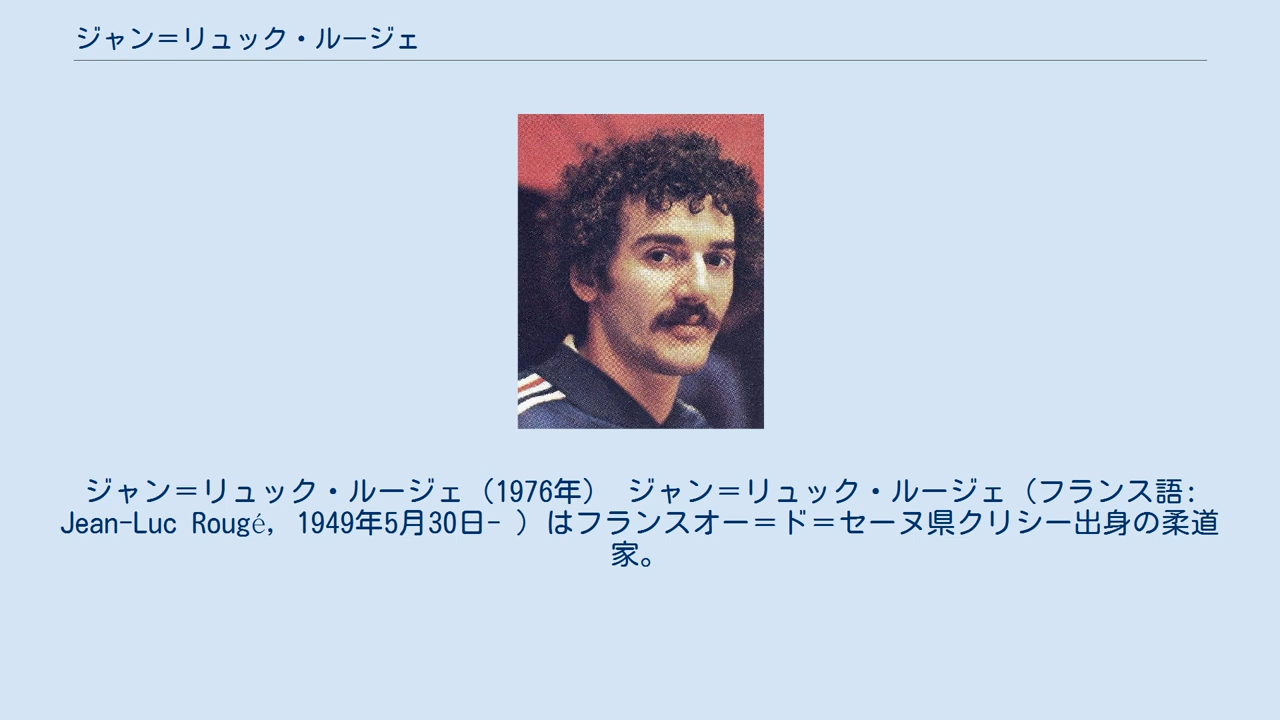 ジャン＝リュック・ルージェ
ジャン＝リュック・ルージェ（1976年） ジャン＝リュック・ルージェ（フランス語:
Jean-Luc Rougé, 1949年5月30日- ）はフランスオー＝ド＝セーヌ県クリシー出身の柔道
家。